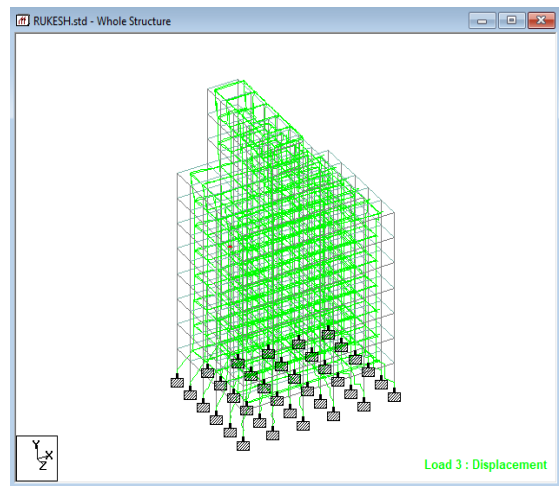 RUKESH.std - Whole Structure
Y
X
Z
Load 3 : Displacement